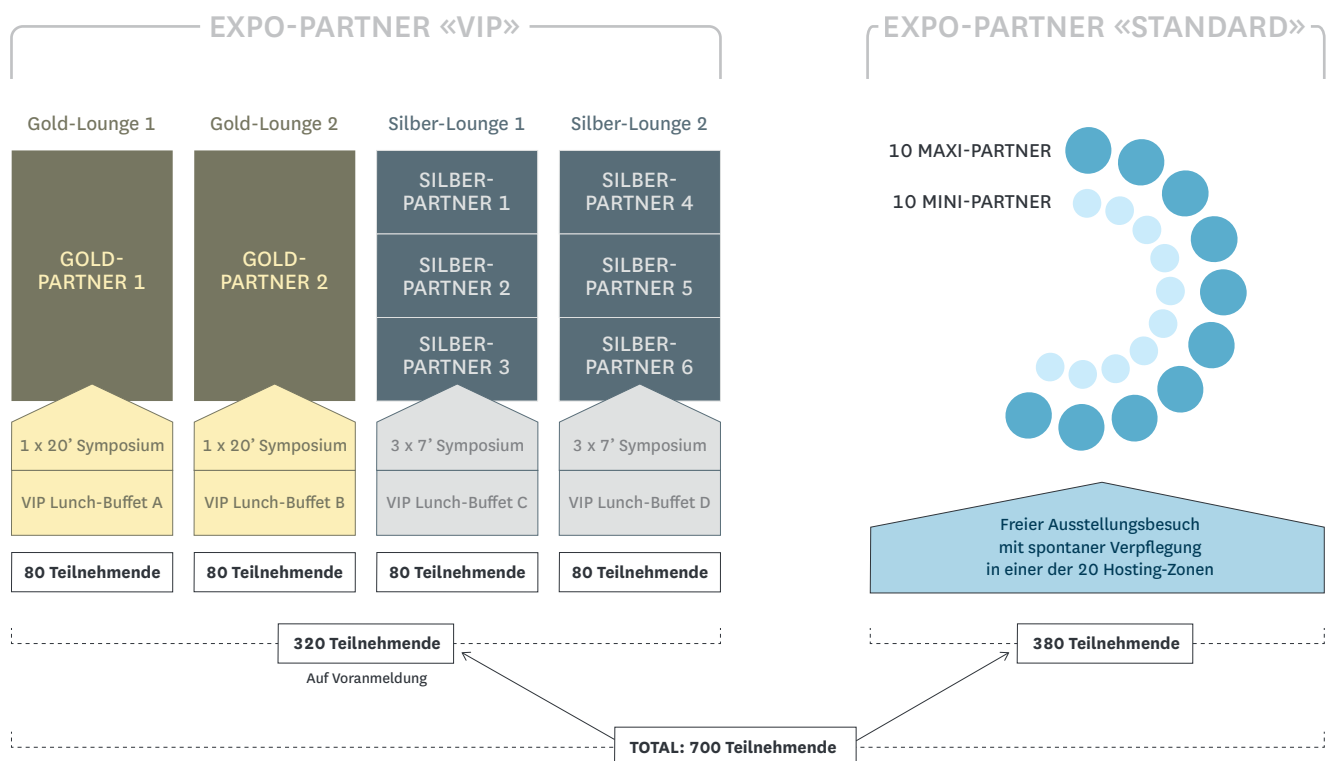 EXPO-PARTNER «VIP»
EXPO-PARTNER «STANDARD»
Gold-Lounge 1
Gold-Lounge 2
Silber-Lounge 1
Silber-Lounge 2
GOLD-
PARTNER 1
GOLD-
PARTNER 2
SILBER-
PARTNER 1
SILBER-
PARTNER 2
SILBER-
PARTNER 3
SILBER-
PARTNER 4
SILBER-
PARTNER 5
SILBER-
PARTNER 6
10 MAXI-PARTNER
10 MINI-PARTNER
1 x 20’ Symposium
1 x 20’ Symposium
3 x 7’ Symposium
3 x 7’ Symposium
VIP Lunch-Buffet A
VIP Lunch-Buffet B
VIP Lunch-Buffet C
VIP Lunch-Buffet D
Freier Ausstellungsbesuch
mit spontaner Verpflegung
in einer der 20 Hosting-Zonen
80 Teilnehmende
80 Teilnehmende
80 Teilnehmende
80 Teilnehmende
320 Teilnehmende
Auf Voranmeldung
380 Teilnehmende
TOTAL: 700 Teilnehmende